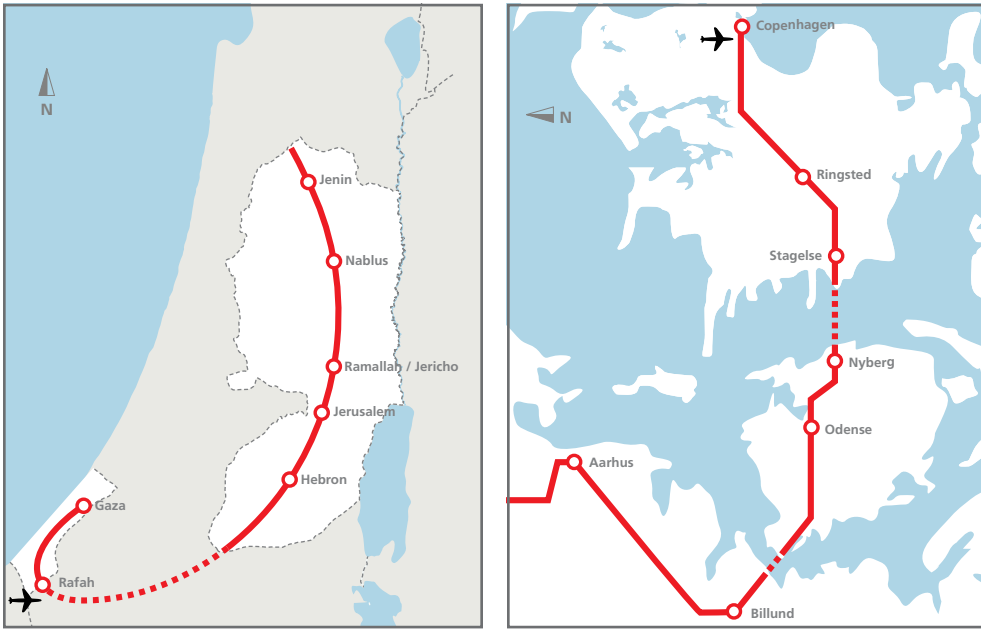 N
Jenin
Nablus
Ramallah / Jericho
Jerusalem
Hebron
Gaza
Rafah
Copenhagen
N
Ringsted
Stagelse
Nyberg
Odense
Aarhus
Billund